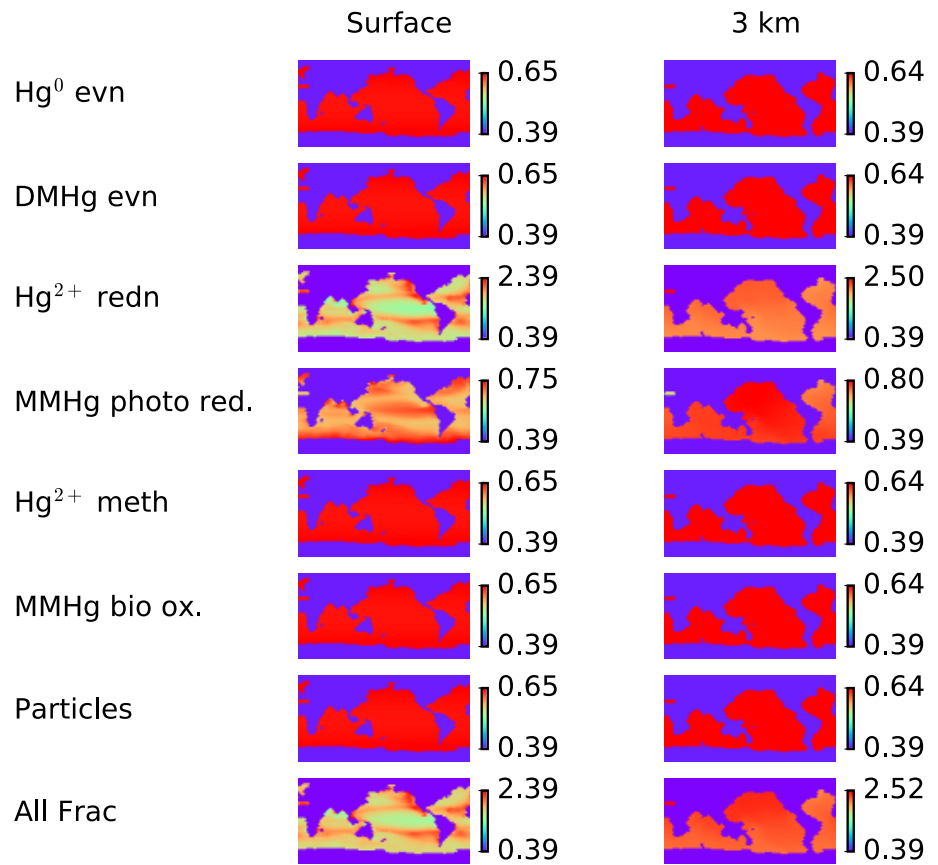 Surface 3 km
Hg⁰ evn 0.65 0.39 0.64 0.39
DMHg evn 0.65 0.39 0.64 0.39
Hg²⁺ redn 2.39 0.39 2.50 0.39
MMHg photo red. 0.75 0.39 0.80 0.39
Hg²⁺ meth 0.65 0.39 0.64 0.39
MMHg bio ox. 0.65 0.39 0.64 0.39
Particles 0.65 0.39 0.64 0.39
All Frac 2.39 0.39 2.52 0.39